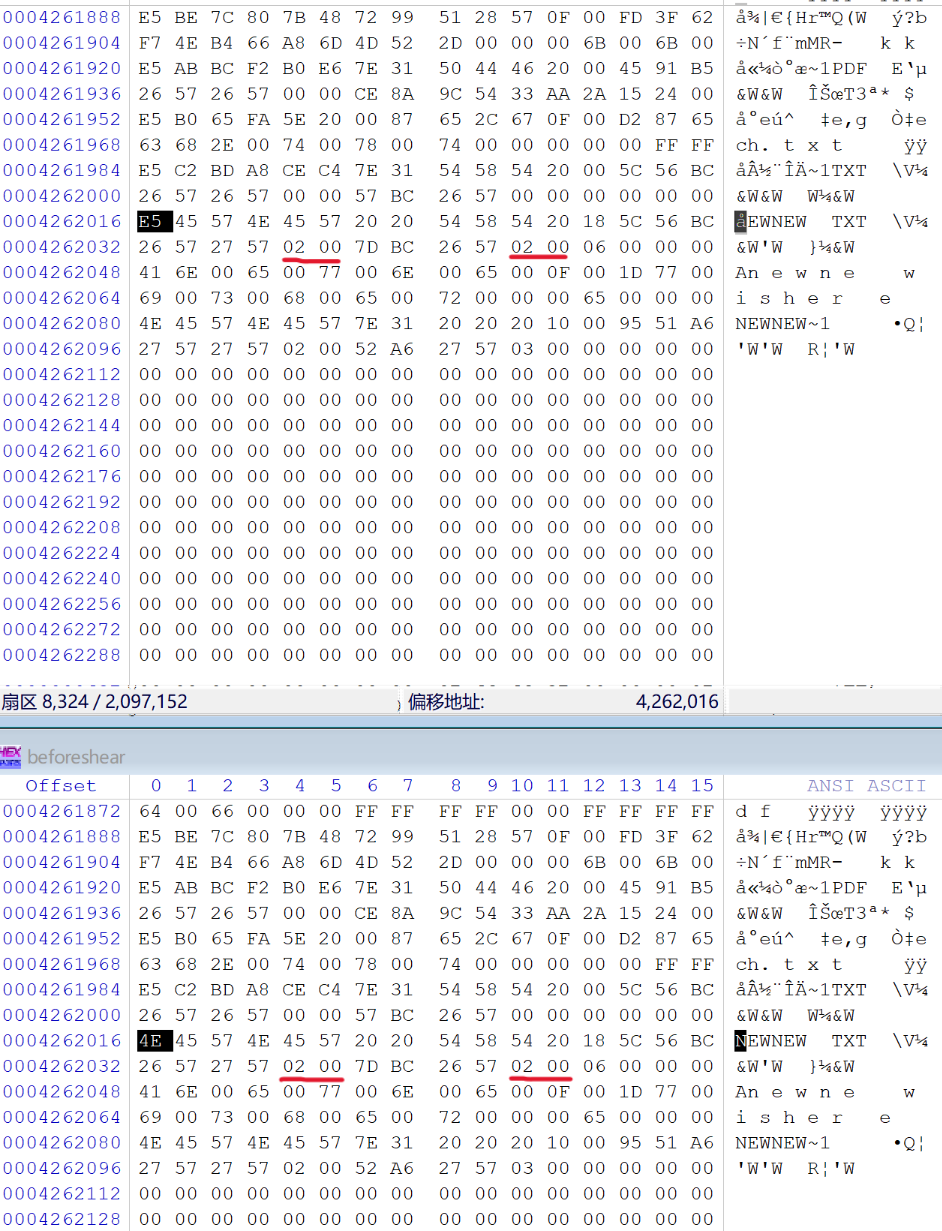 0004261888 E5 BE 7C 80 7B 48 72 99 51 28 57 0F 00 FD 3F 62 å¾|€{Hr™Q(W ý?b
0004261904 F7 4E B4 66 A8 6D 4D 52 2D 00 00 00 6B 00 6B 00 ÷N´f¨mMR- k k
0004261920 E5 AB BC F2 B0 E6 7E 31 50 44 46 20 00 45 91 B5 å«¼ò°æ~1PDF E‘µ
0004261936 26 57 26 57 00 00 CE 8A 9C 54 33 AA 2A 15 24 00 &W&W ÎŠœT3ª* $
0004261952 E5 B0 65 FA 5E 20 00 87 65 2C 67 0F 00 D2 87 65 å°eú^ ‡e,g Ò‡e
0004261968 63 68 2E 00 74 00 78 00 74 00 00 00 00 00 FF FF ch. t x t ÿÿ
0004261984 E5 C2 BD A8 CE C4 7E 31 54 58 54 20 00 5C 56 BC åÂ½¨ÎÄ~1TXT \V¼
0004262000 26 57 26 57 00 00 57 BC 26 57 00 00 00 00 00 00 &W&W W¼&W
0004262016 E5 45 57 4E 45 57 20 20 54 58 54 20 18 5C 56 BC åEWNEW TXT \V¼
0004262032 26 57 27 57 02 00 7D BC 26 57 02 00 06 00 00 00 &W'W }¼&W
0004262048 41 6E 00 65 00 77 00 6E 00 65 00 0F 00 1D 77 00 An e w n e w
0004262064 69 00 73 00 68 00 65 00 72 00 00 00 65 00 00 00 i s h e r e
0004262080 4E 45 57 4E 45 57 7E 31 20 20 20 10 00 95 51 A6 NEWNEW~1 •Q¦
0004262096 27 57 27 57 02 00 52 A6 27 57 03 00 00 00 00 00 'W'W R¦'W
0004262112 00 00 00 00 00 00 00 00 00 00 00 00 00 00 00 00
0004262128 00 00 00 00 00 00 00 00 00 00 00 00 00 00 00 00
0004262144 00 00 00 00 00 00 00 00 00 00 00 00 00 00 00 00
0004262160 00 00 00 00 00 00 00 00 00 00 00 00 00 00 00 00
0004262176 00 00 00 00 00 00 00 00 00 00 00 00 00 00 00 00
0004262192 00 00 00 00 00 00 00 00 00 00 00 00 00 00 00 00
0004262208 00 00 00 00 00 00 00 00 00 00 00 00 00 00 00 00
0004262224 00 00 00 00 00 00 00 00 00 00 00 00 00 00 00 00
0004262240 00 00 00 00 00 00 00 00 00 00 00 00 00 00 00 00
0004262256 00 00 00 00 00 00 00 00 00 00 00 00 00 00 00 00
0004262272 00 00 00 00 00 00 00 00 00 00 00 00 00 00 00 00
0004262288 00 00 00 00 00 00 00 00 00 00 00 00 00 00 00 00
扇区 8,324 / 2,097,152 偏移地址: 4,262,016
HEX beforeshear
Offset 0 1 2 3 4 5 6 7 8 9 10 11 12 13 14 15 ANSI ASCII
0004261872 64 00 66 00 00 00 FF FF FF FF 00 00 FF FF FF FF d f ÿÿÿÿ ÿÿÿÿ
0004261888 E5 BE 7C 80 7B 48 72 99 51 28 57 0F 00 FD 3F 62 å¾|€{Hr™Q(W ý?b
0004261904 F7 4E B4 66 A8 6D 4D 52 2D 00 00 00 6B 00 6B 00 ÷N´f¨mMR- k k
0004261920 E5 AB BC F2 B0 E6 7E 31 50 44 46 20 00 45 91 B5 å«¼ò°æ~1PDF E‘µ
0004261936 26 57 26 57 00 00 CE 8A 9C 54 33 AA 2A 15 24 00 &W&W ÎŠœT3ª* $
0004261952 E5 B0 65 FA 5E 20 00 87 65 2C 67 0F 00 D2 87 65 å°eú^ ‡e,g Ò‡e
0004261968 63 68 2E 00 74 00 78 00 74 00 00 00 00 00 FF FF ch. t x t ÿÿ
0004261984 E5 C2 BD A8 CE C4 7E 31 54 58 54 20 00 5C 56 BC åÂ½¨ÎÄ~1TXT \V¼
0004262000 26 57 26 57 00 00 57 BC 26 57 00 00 00 00 00 00 &W&W W¼&W
0004262016 4E 45 57 4E 45 57 20 20 54 58 54 20 18 5C 56 BC NEWNEW TXT \V¼
0004262032 26 57 27 57 02 00 7D BC 26 57 02 00 06 00 00 00 &W'W }¼&W
0004262048 41 6E 00 65 00 77 00 6E 00 65 00 0F 00 1D 77 00 An e w n e w
0004262064 69 00 73 00 68 00 65 00 72 00 00 00 65 00 00 00 i s h e r e
0004262080 4E 45 57 4E 45 57 7E 31 20 20 20 10 00 95 51 A6 NEWNEW~1 •Q¦
0004262096 27 57 27 57 02 00 52 A6 27 57 03 00 00 00 00 00 'W'W R¦'W
0004262112 00 00 00 00 00 00 00 00 00 00 00 00 00 00 00 00
0004262128 00 00 00 00 00 00 00 00 00 00 00 00 00 00 00 00